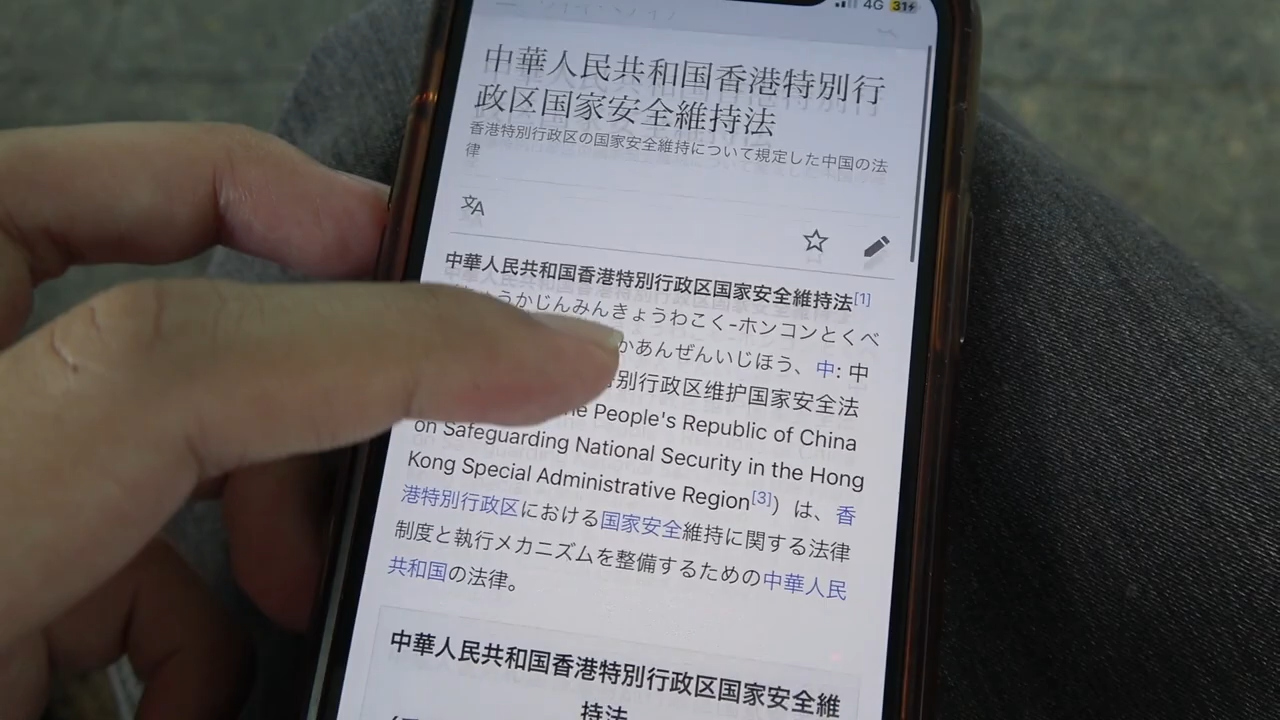 4G 31
中華人民共和国香港特別行
政区国家安全維持法
香港特別行政区の国家安全維持について規定した中国の法
律
文A
中華人民共和国香港特別行政区国家安全維持法[1]
うかじんみんきょうわこく-ホンコンとくべ
かあんぜんいじほう、中: 中
别行政区维护国家安全法
People's Republic of China
on Safeguarding National Security in the Hong
Kong Special Administrative Region[3]）は、香
港特別行政区における国家安全維持に関する法律
制度と執行メカニズムを整備するための中華人民
共和国の法律。
中華人民共和国香港特別行政区国家安全維
持法